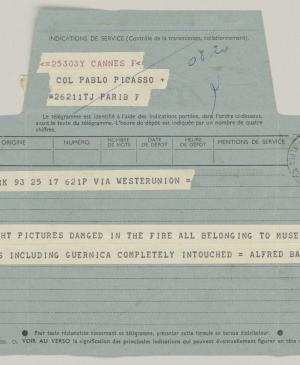 INDICATIONS DE SERVICE (Contrôle de la transmission, collationnement).
<=25303Y CANNES F<
08.20
COL PABLO PICASSO +
*26211TJ PARIB F
Le télégramme est identifié à l'aide des indications portées, dans l'ordre ci-dessous,
avant le texte du télégramme. L'heure de dépôt est indiquée par un nombre de quatre
chiffres.
ORIGINE NUMÉRO NOMBRE DE MOTS DATE DE DÉPÔT HEURE DE DÉPÔT MENTIONS DE SERVICE
RK 93 25 17 621P VIA WESTERUNION =
HT PICTURES DAMGED IN THE FIRE ALL BELONGING TO MUSE
S INCLUDING GUERNICA COMPLETELY INTOUCHED = ALFRED BA
Pour toute réclamation concernant ce télégramme, présenter cette formule au bureau distributeur.
VOIR AU VERSO la signification des principales indications qui peuvent éventuellement figurer en tête